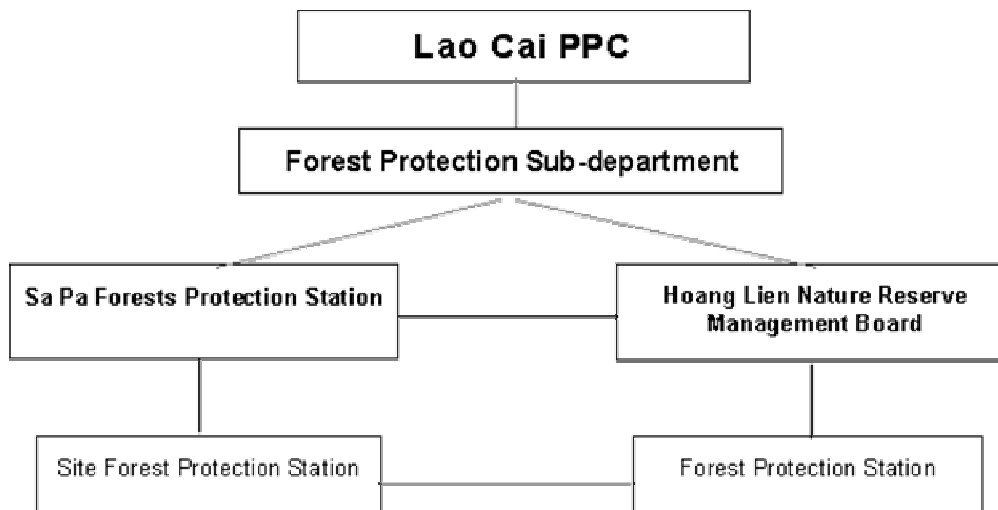 Lao Cai PPC
Forest Protection Sub-department
Sa Pa Forests Protection Station
Hoang Lien Nature Reserve
Management Board
Site Forest Protection Station
Forest Protection Station